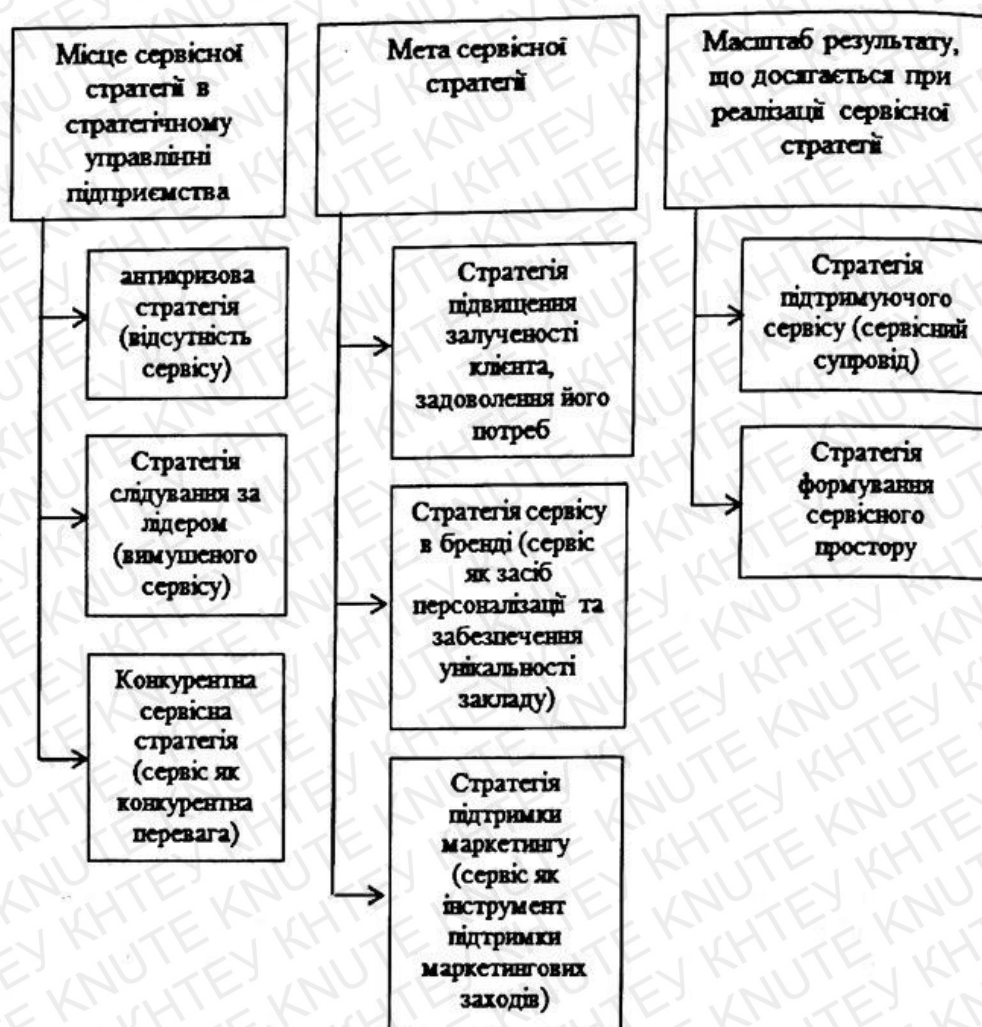 Місце сервісної
стратегії в
стратегічному
управлінні
підприємства
антикризова
стратегія
(відсутність
сервісу)
Стратегія
слідування за
лідером
(вимушеного
сервісу)
Конкурентна
сервісна
стратегія
(сервіс як
конкурентна
перевага)
Мета сервісної
стратегії
Стратегія
підвищення
залученості
клієнта,
задоволення його
потреб
Стратегія сервісу
в бренді (сервіс
як засіб
персоналізації та
забезпечення
унікальності
закладу)
Стратегія
підтримки
маркетингу
(сервіс як
інструмент
підтримки
маркетингових
заходів)
Масштаб результату,
що досягається при
реалізації сервісної
стратегії
Стратегія
підтримуючого
сервісу (сервісний
супровід)
Стратегія
формування
сервісного
простору